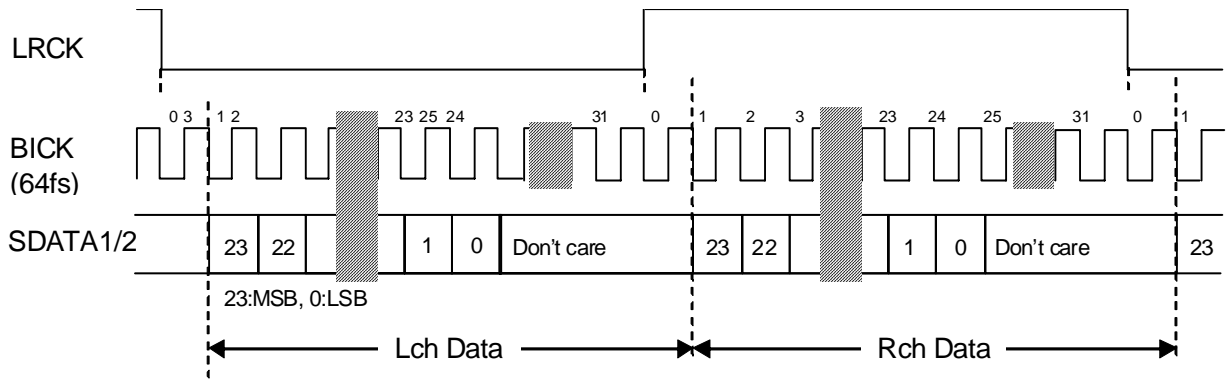 LRCK
0 3 1 2 23 25 24 31 0 1 2 3 23 24 25 31 0 1
BICK
(64fs)
SDATA1/2 23 22 1 0 Don't care 23 22 1 0 Don't care 23
23:MSB, 0:LSB
Lch Data Rch Data